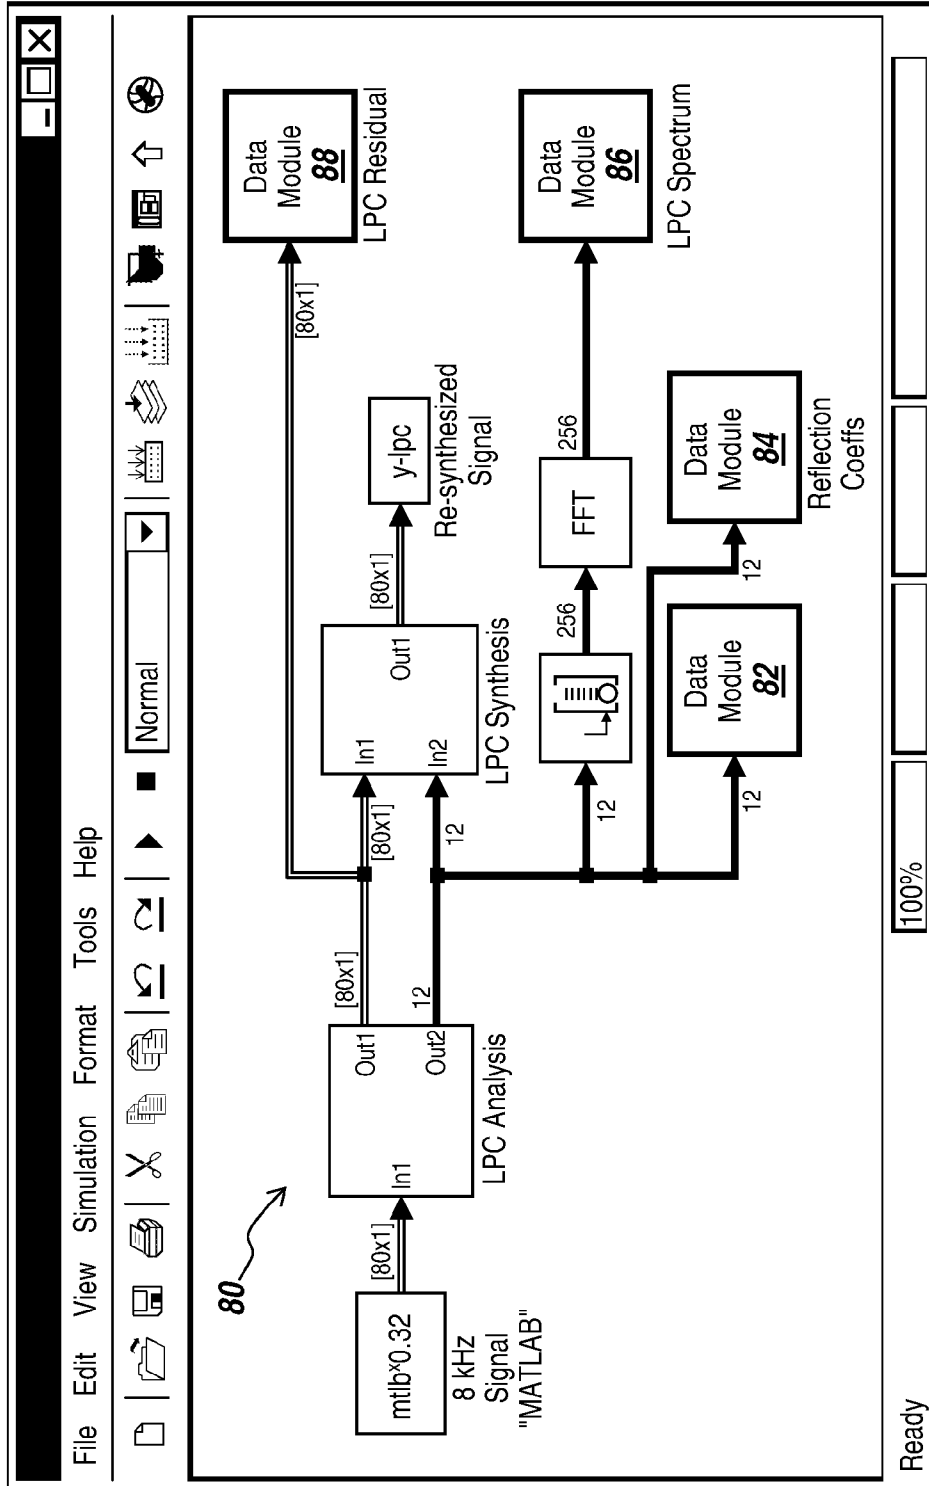 File Edit View Simulation Format Tools Help
Normal
80
mtlb*0.32
8 kHz
Signal
"MATLAB"
[80x1]
In1
Out1
Out2
LPC Analysis
[80x1]
12
[80x1]
12
In1
In2
Out1
LPC Synthesis
[80x1]
y-lpc
Re-synthesized
Signal
[80x1]
Data
Module
88
LPC Residual
12
256
FFT
256
Data
Module
86
LPC Spectrum
12
Data
Module
82
12
Data
Module
84
Reflection
Coeffs
Ready
100%